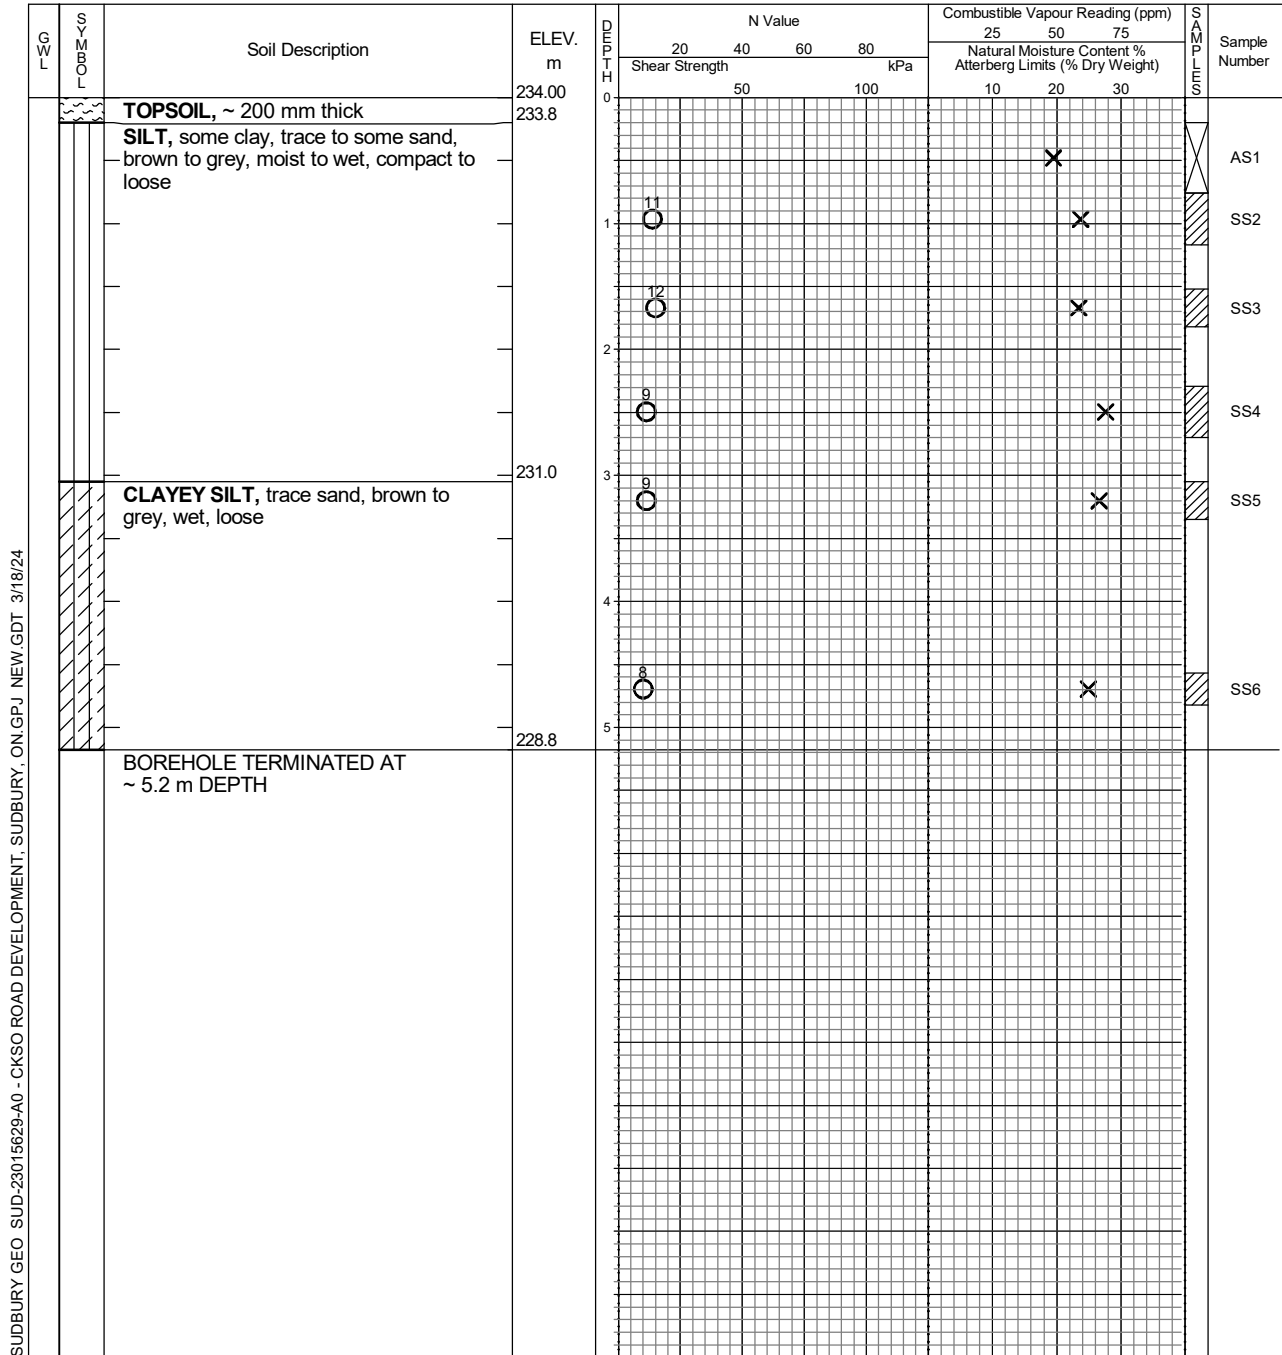 GWL
SYMBOL
Soil Description
ELEV.
m
DEPTH
N Value
20 40 60 80
Shear Strength kPa
50 100
Combustible Vapour Reading (ppm)
25 50 75
Natural Moisture Content %
Atterberg Limits (% Dry Weight)
10 20 30
SAMPLES
Sample
Number
234.00
0
TOPSOIL, ~ 200 mm thick
233.8
SILT, some clay, trace to some sand,
brown to grey, moist to wet, compact to
loose
AS1
11
1
SS2
12
SS3
2
9
SS4
231.0
3
CLAYEY SILT, trace sand, brown to
grey, wet, loose
9
SS5
4
8
SS6
5
228.8
BOREHOLE TERMINATED AT
~ 5.2 m DEPTH
SUDBURY GEO SUD-23015629-A0 - CKSO ROAD DEVELOPMENT, SUDBURY, ON.GPJ NEW.GDT 3/18/24